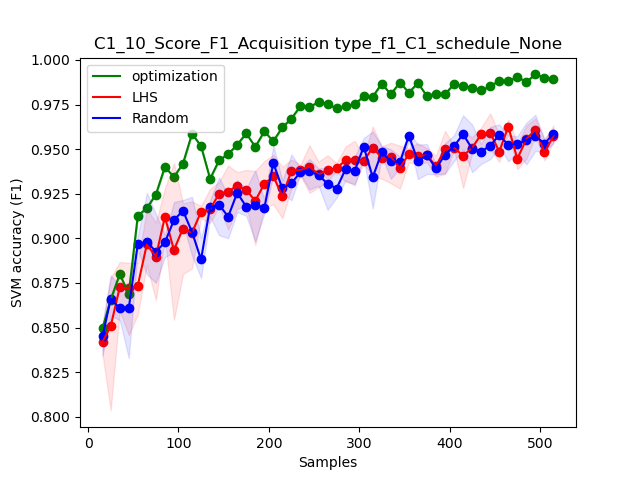 C1_10_Score_F1_Acquisition type_f1_C1_schedule_None
optimization
LHS
Random
SVM accuracy (F1)
1.000
0.975
0.950
0.925
0.900
0.875
0.850
0.825
0.800
0 100 200 300 400 500
Samples